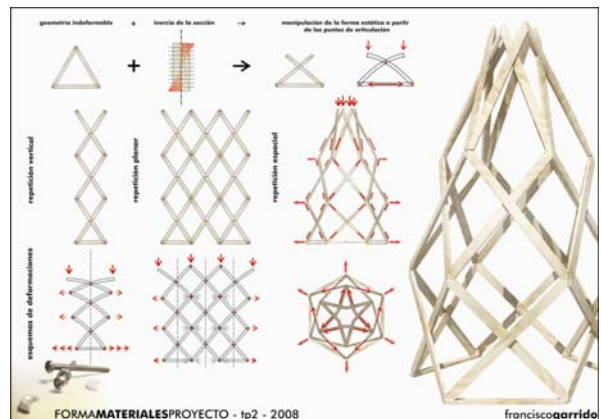 geometría indeformable + inercia de la sección → manipulación de la forma estática a partir
de los puntos de articulación
+ →
repetición vertical
repetición planar
repetición espacial
esquemas de deformaciones
FORMAMATERIALESPROYECTO - tp2 - 2008
franciscogarrido